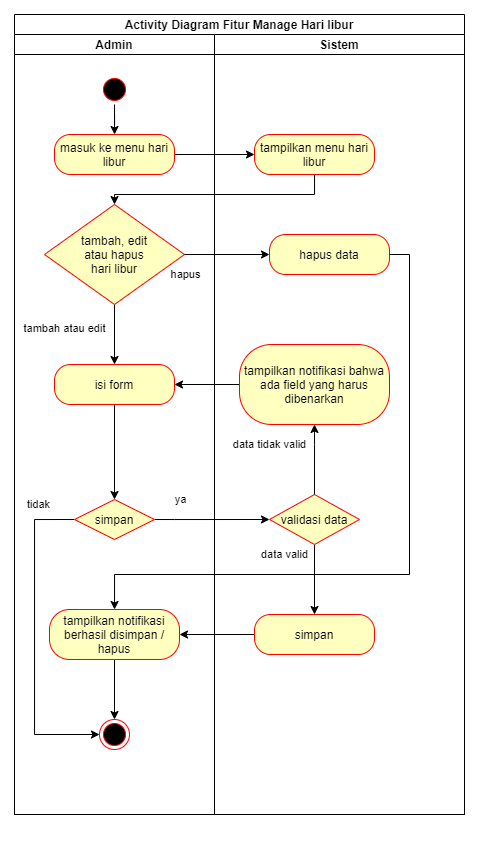 Activity Diagram Fitur Manage Hari libur
Admin
Sistem
masuk ke menu hari
libur
tampilkan menu hari
libur
tambah, edit
atau hapus
hari libur
hapus
hapus data
tambah atau edit
isi form
tampilkan notifikasi bahwa
ada field yang harus
dibenarkan
data tidak valid
tidak
simpan
ya
validasi data
data valid
tampilkan notifikasi
berhasil disimpan /
hapus
simpan